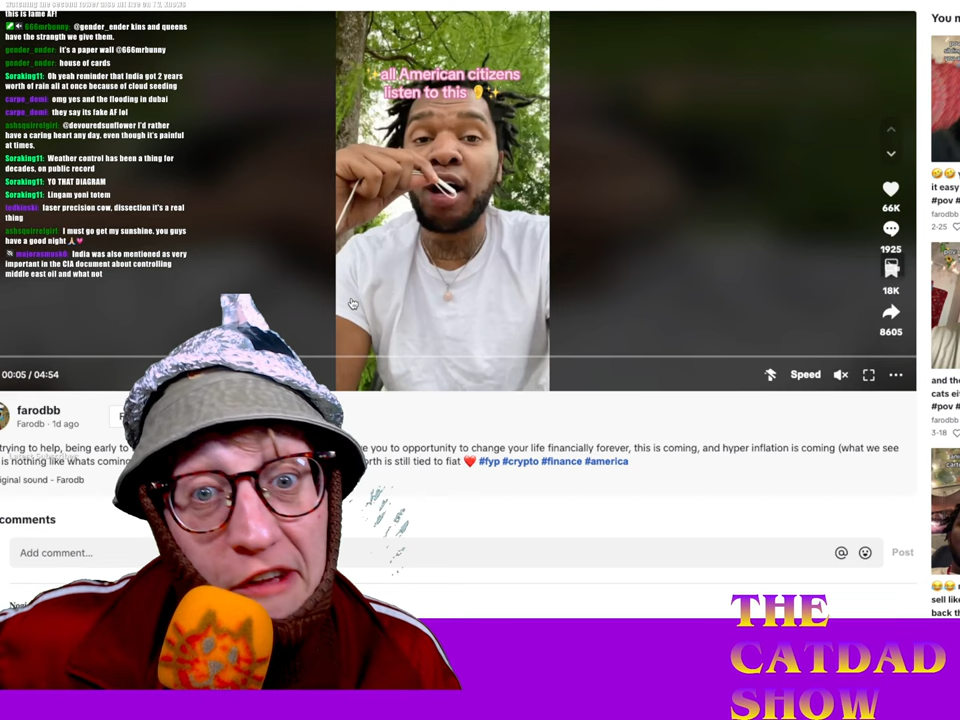 this is lame AF!
666mrbunny: @gender_ender kins and queens
have the strength we give them.
gender_ender: It's a paper wall @666mrbunny
gender_ender: house of cards
Soraking11: Oh yeah reminder that India got 2 years
worth of rain all at once because of cloud seeding
carpe_demi: omg yes and the flooding in dubai
carpe_demi: they say its fake AF lol
ashsquirrelgirl: @devouredsunflower I'd rather
have a caring heart any day. even though it's painful
at times.
Soraking11: Weather control has been a thing for
decades, on public record
Soraking11: YO THAT DIAGRAM
Soraking11: Lingam yoni totem
tedkinski: laser precision cow, dissection it's a real
thing
ashsquirrelgirl: I must go get my sunshine. you guys
have a good night 🙏💗
majorusmask0: India was also mentioned as very
important in the CIA document about controlling
middle east oil and what not
✨all American citizens
listen to this 👂✨
66K
1925
18K
8605
00:05 / 04:54
Speed
You m
🤣🤣 y
it easy
#pov #
farodbb
2-25
and the
cats ei
#pov #
farodbb
3-18
😂😂
sell like
back th
farodbb
Farodb · 1d ago
F
trying to help, being early to
e you to opportunity to change your life financially forever, this is coming, and hyper inflation is coming (what we see
is nothing like whats coming
orth is still tied to fiat ❤️ #fyp #crypto #finance #america
iginal sound - Farodb
comments
Add comment...
Post
THE
CATDAD
SHOW